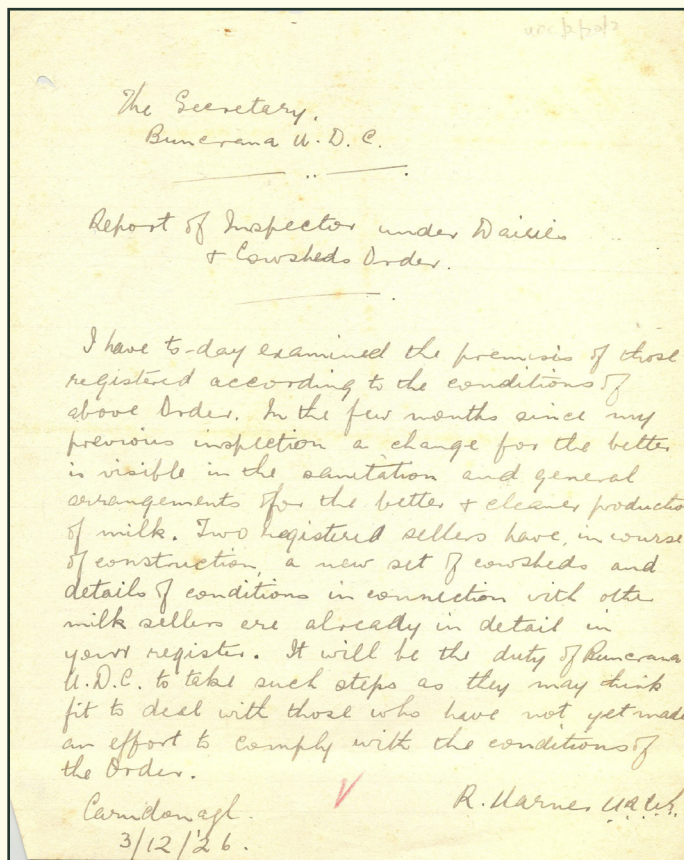 The Secretary,
Buncrana U.D.C.
Report of Inspector under Dairies
& Cowsheds Order.
I have to-day examined the premises of those
registered according to the conditions of
above Order. In the few months since my
previous inspection a change for the better
is visible in the sanitation and general
arrangements for the better & cleaner productio
of milk. Two registered sellers have, in course
of construction, a new set of cowsheds and
details of conditions in connection with othe
milk sellers are already in detail in
your register. It will be the duty of Buncrana
U.D.C. to take such steps as they may think
fit to deal with those who have not yet made
an effort to comply with the conditions of
the Order.
Carndonagh.
R.
3/12/26.